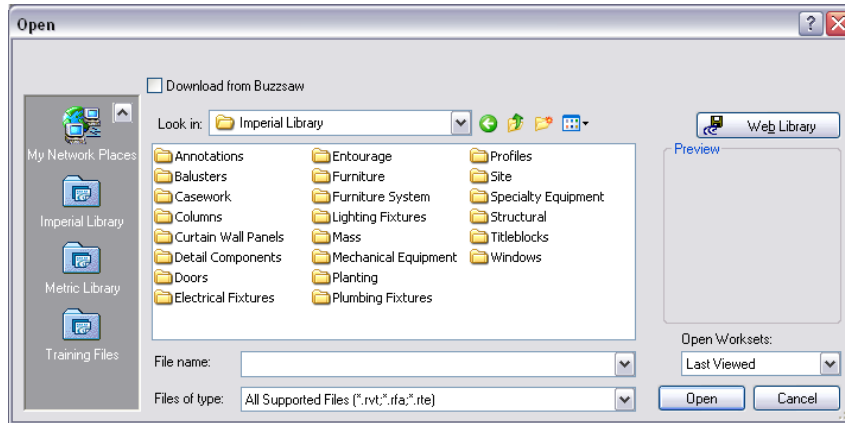 Open
Download from Buzzsaw
Look in: Imperial Library
Web Library
My Network Places
Imperial Library
Metric Library
Training Files
Annotations
Balusters
Casework
Columns
Curtain Wall Panels
Detail Components
Doors
Electrical Fixtures
Entourage
Furniture
Furniture System
Lighting Fixtures
Mass
Mechanical Equipment
Planting
Plumbing Fixtures
Profiles
Site
Specialty Equipment
Structural
Titleblocks
Windows
Preview
Open Worksets:
Last Viewed
File name:
Files of type: All Supported Files (*.rvt;*.rfa;*.rte)
Open
Cancel